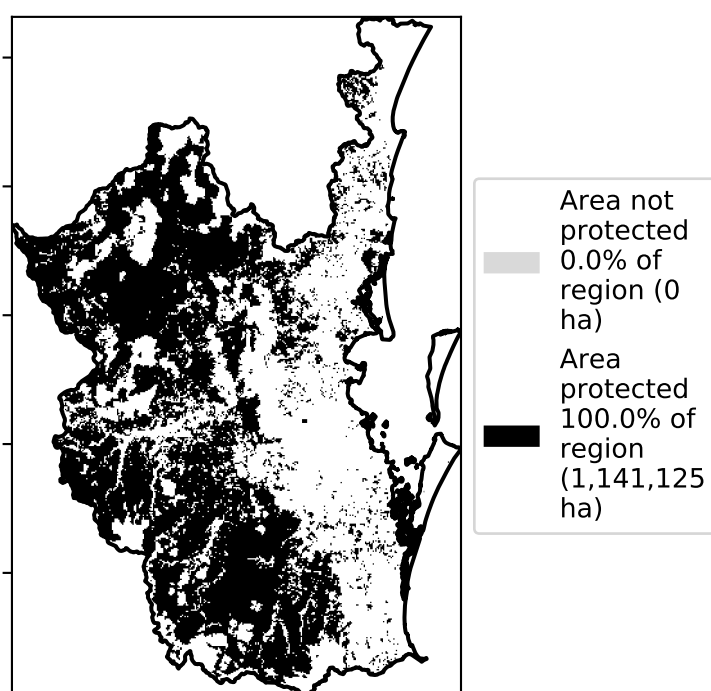 Area not
protected
0.0% of
region (0
ha)
Area
protected
100.0% of
region
(1,141,125
ha)